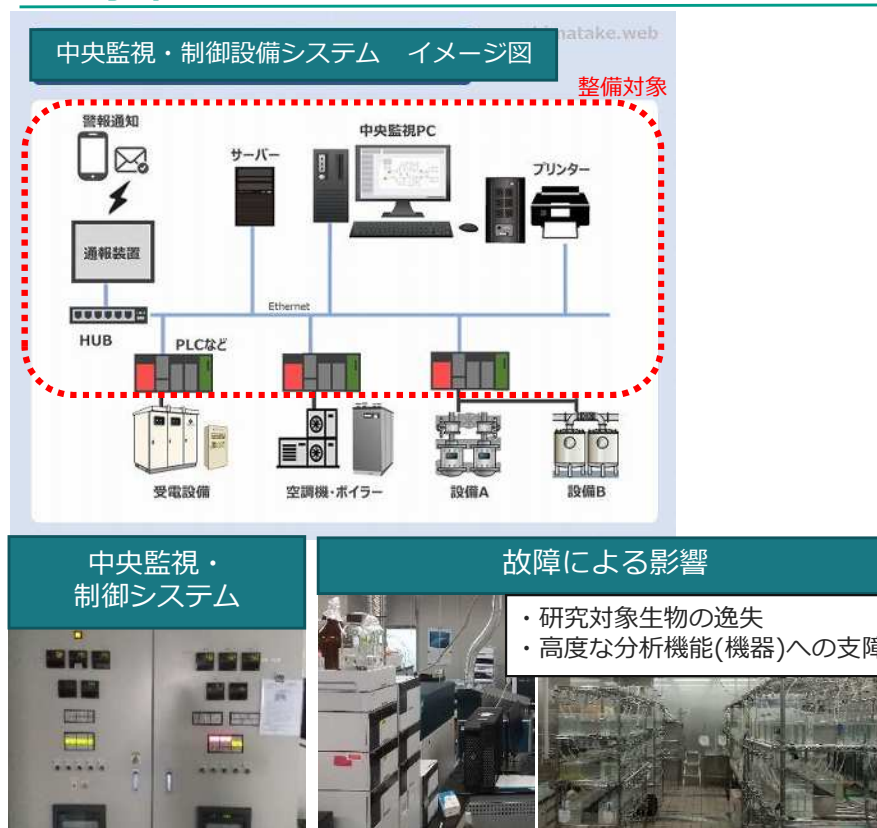 atake.web
中央監視・制御設備システム　イメージ図
整備対象
警報通知
サーバー
中央監視PC
プリンター
通報装置
Ethernet
HUB
PLCなど
受電設備
空調機・ボイラー
設備A
設備B
中央監視・
制御システム
故障による影響
・研究対象生物の逸失
・高度な分析機能(機器)への支障